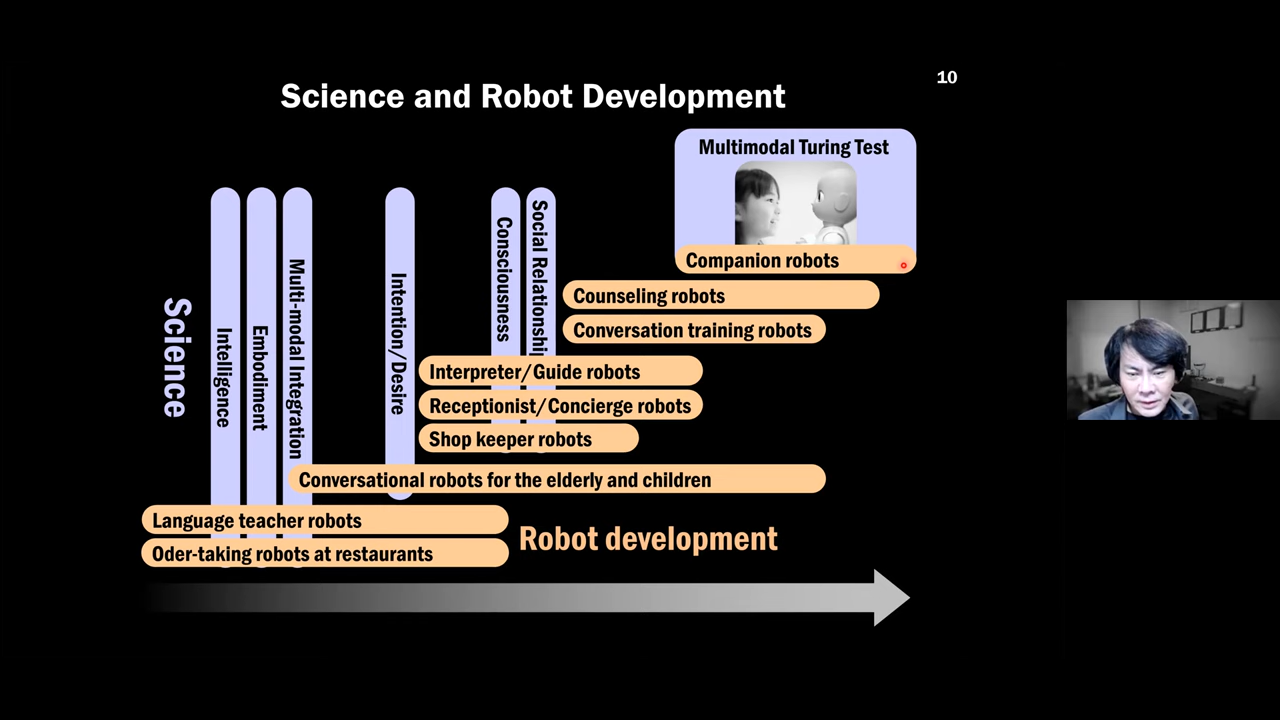 10
Science and Robot Development
Multimodal Turing Test
Companion robots
Counseling robots
Conversation training robots
Interpreter/Guide robots
Receptionist/Concierge robots
Shop keeper robots
Conversational robots for the elderly and children
Language teacher robots
Oder-taking robots at restaurants
Science
Intelligence
Embodiment
Multi-modal Integration
Intention/Desire
Consciousness
Social Relationship
Robot development